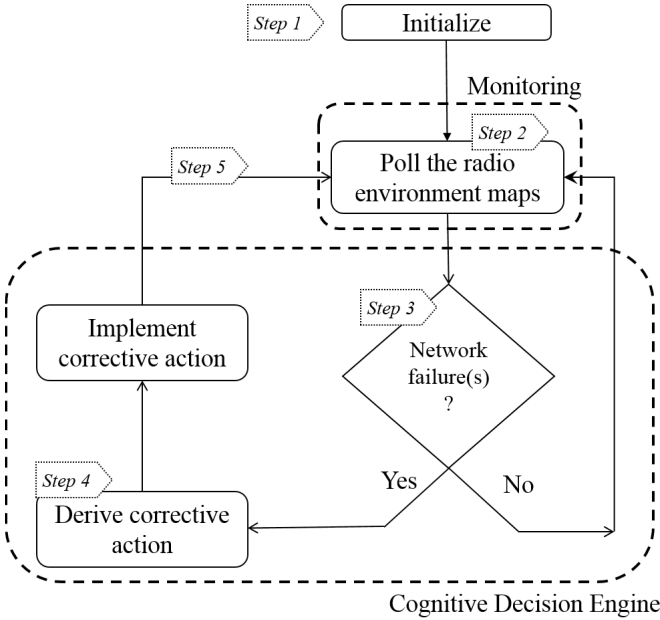 Step 1
Initialize
Monitoring
Step 2
Poll the radio
environment maps
Step 5
Step 3
Network
failure(s)
?
Implement
corrective action
Step 4
Yes
No
Derive corrective
action
Cognitive Decision Engine